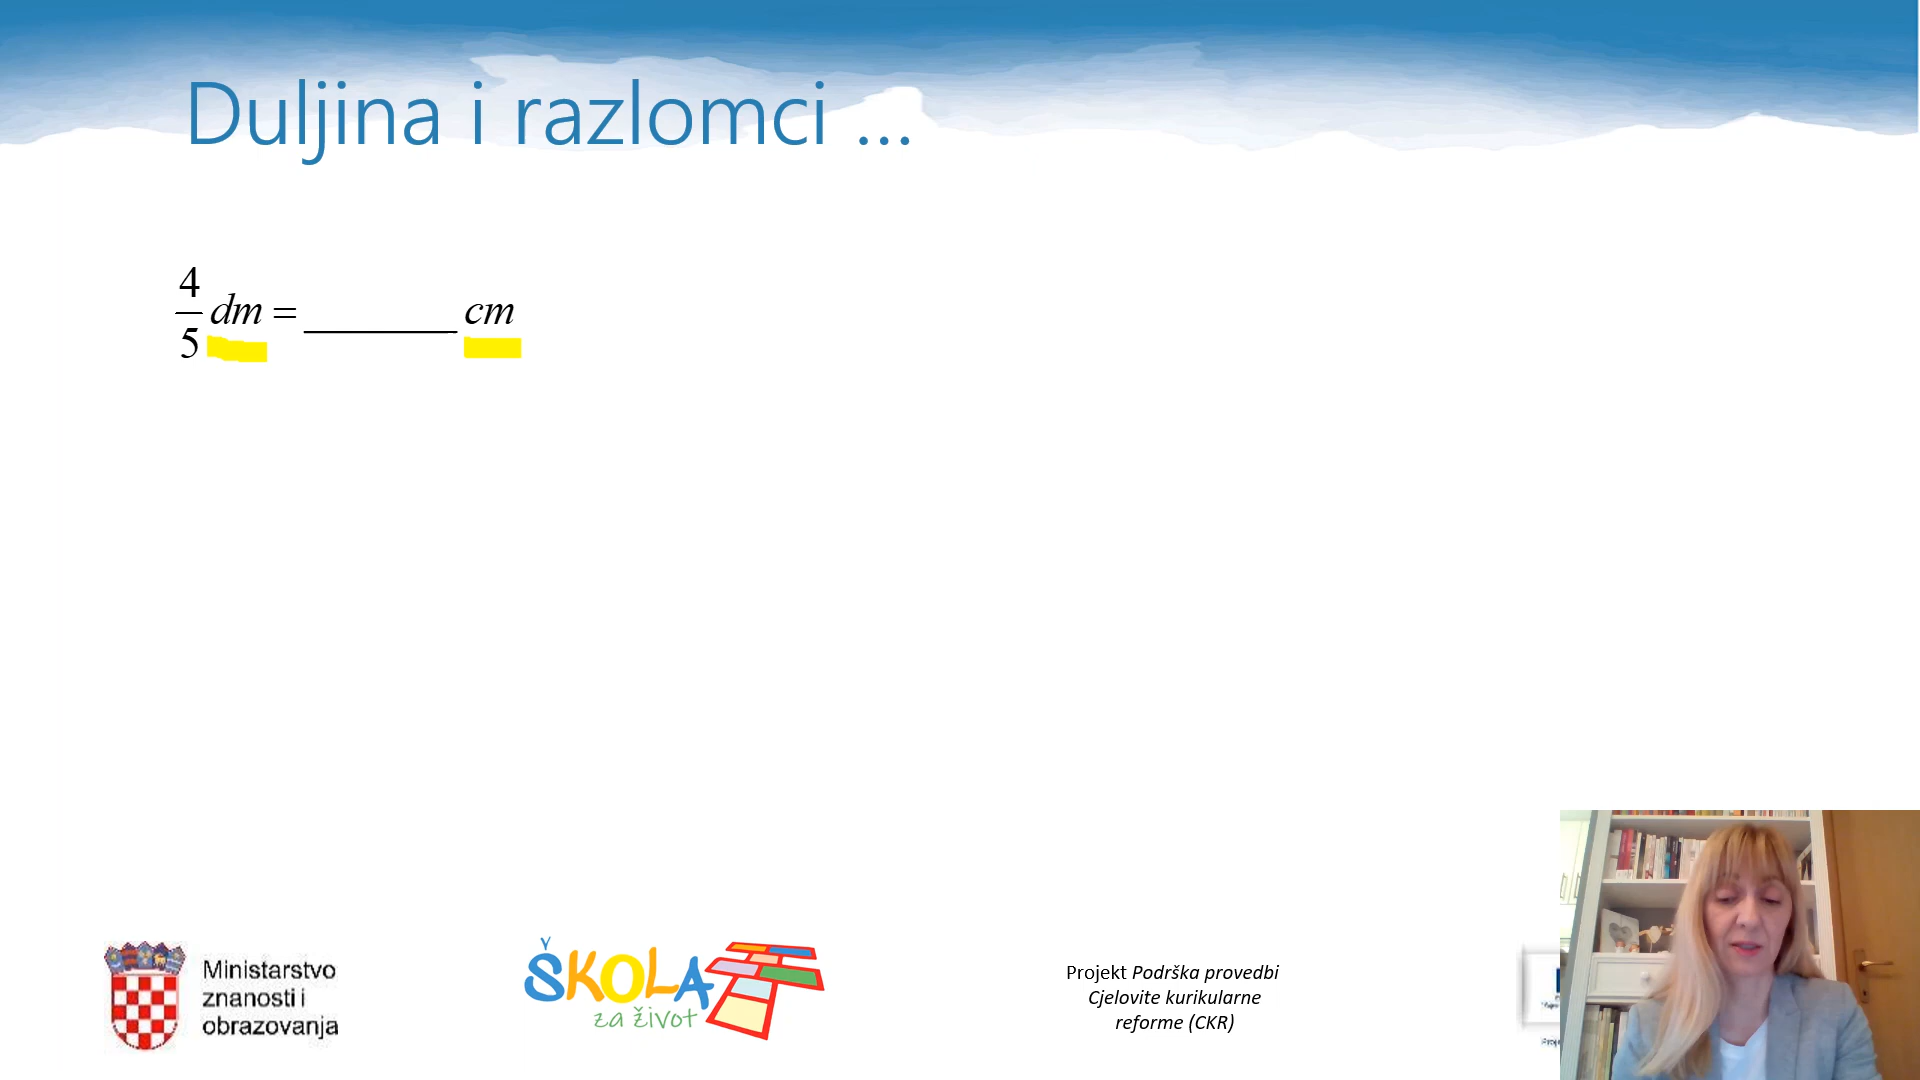 Duljina i razlomci ...
4/5 dm = _______ cm
Ministarstvo
znanosti i
obrazovanja
ŠKOLA
za život
Projekt Podrška provedbi
Cjelovite kurikularne
reforme (CKR)